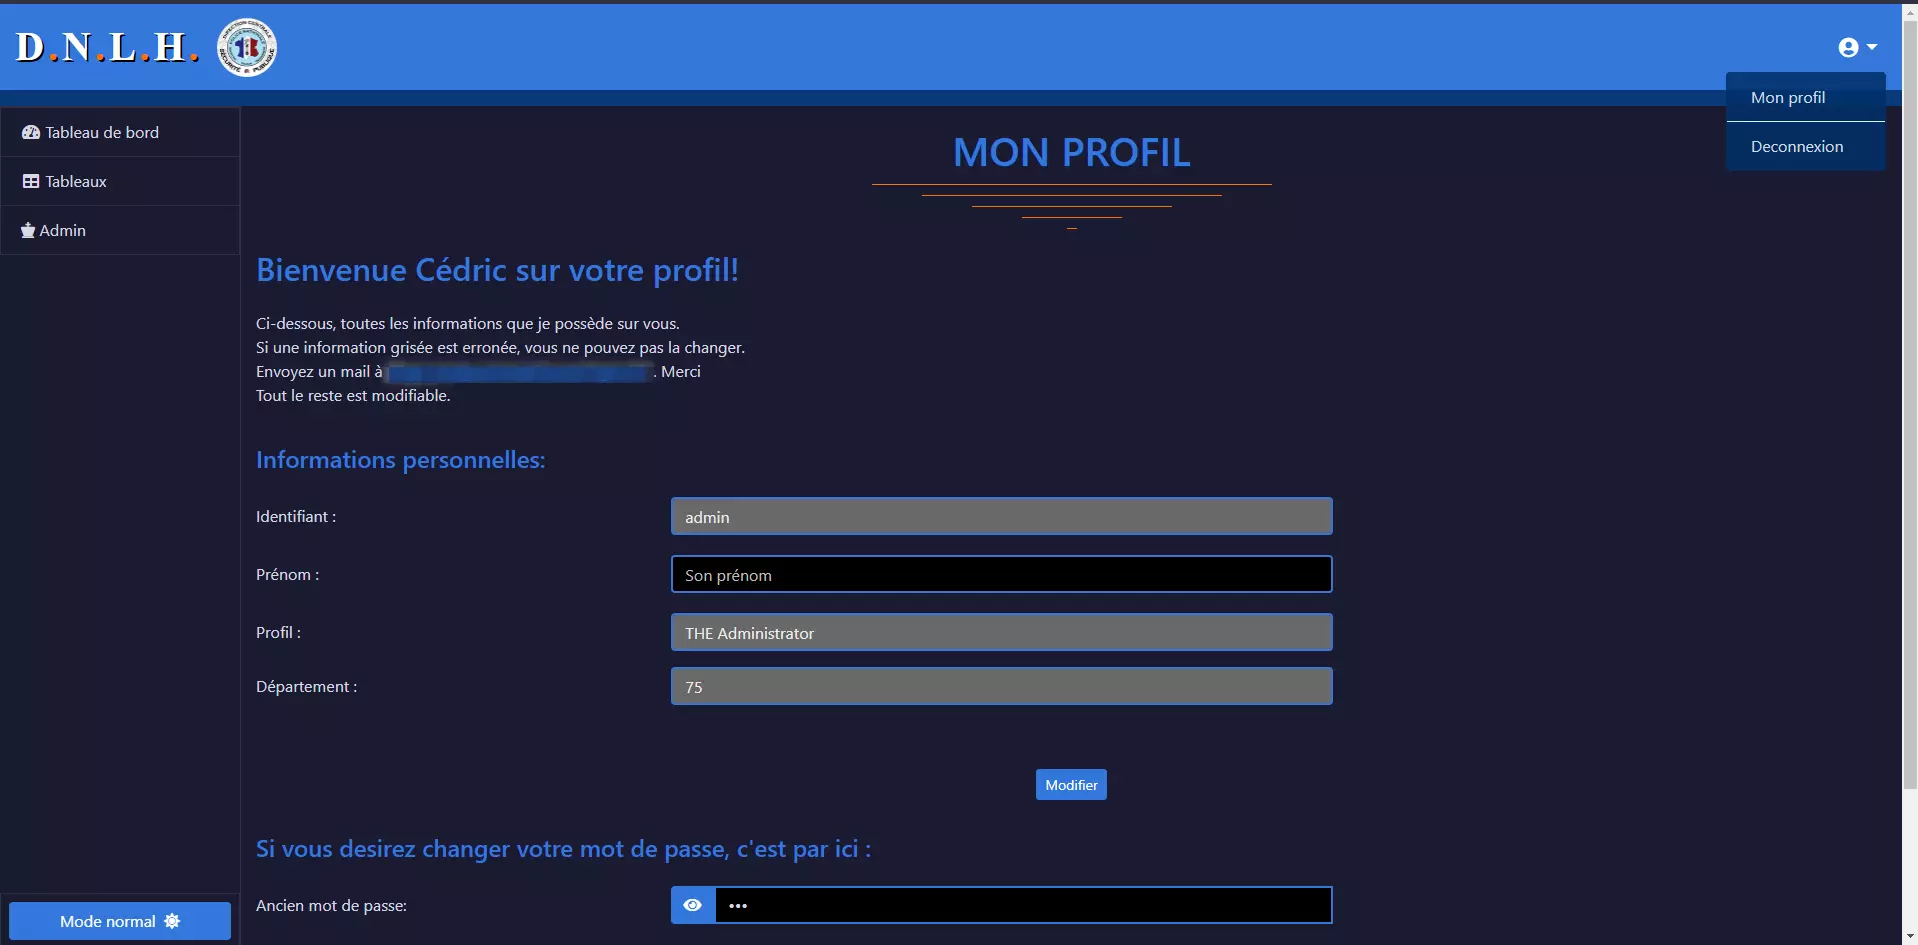 D.N.L.H.
DIRECTION CENTRALE
SÉCURITÉ PUBLIQUE
Mon profil
Deconnexion
Tableau de bord
Tableaux
Admin
MON PROFIL
Bienvenue Cédric sur votre profil!
Ci-dessous, toutes les informations que je possède sur vous.
Si une information grisée est erronée, vous ne pouvez pas la changer.
Envoyez un mail à . Merci
Tout le reste est modifiable.
Informations personnelles:
Identifiant :
admin
Prénom :
Son prénom
Profil :
THE Administrator
Département :
75
Modifier
Si vous desirez changer votre mot de passe, c'est par ici :
Ancien mot de passe:
•••
Mode normal